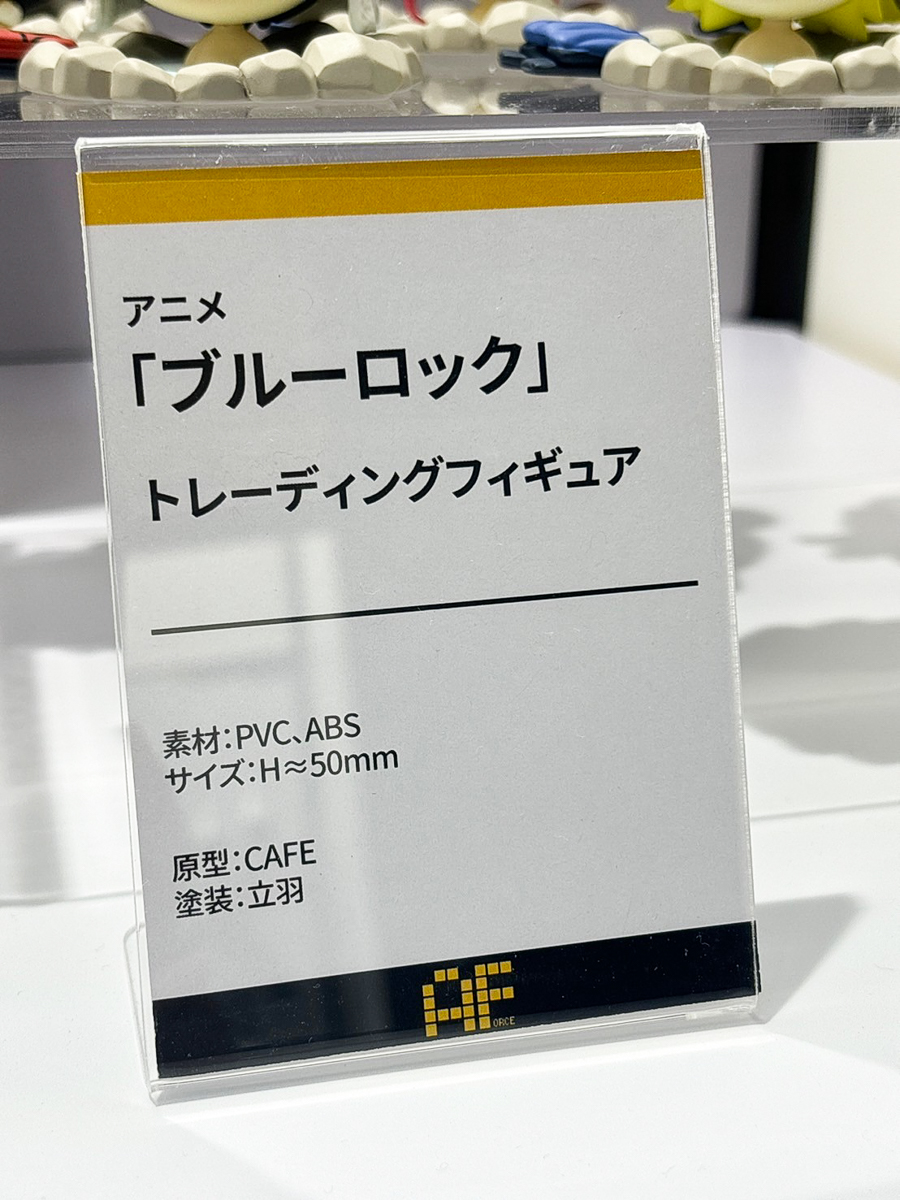 アニメ
「ブルーロック」
トレーディングフィギュア
素材：PVC、ABS
サイズ：H≈50mm
原型：CAFE
塗装：立羽
AF
ORCE